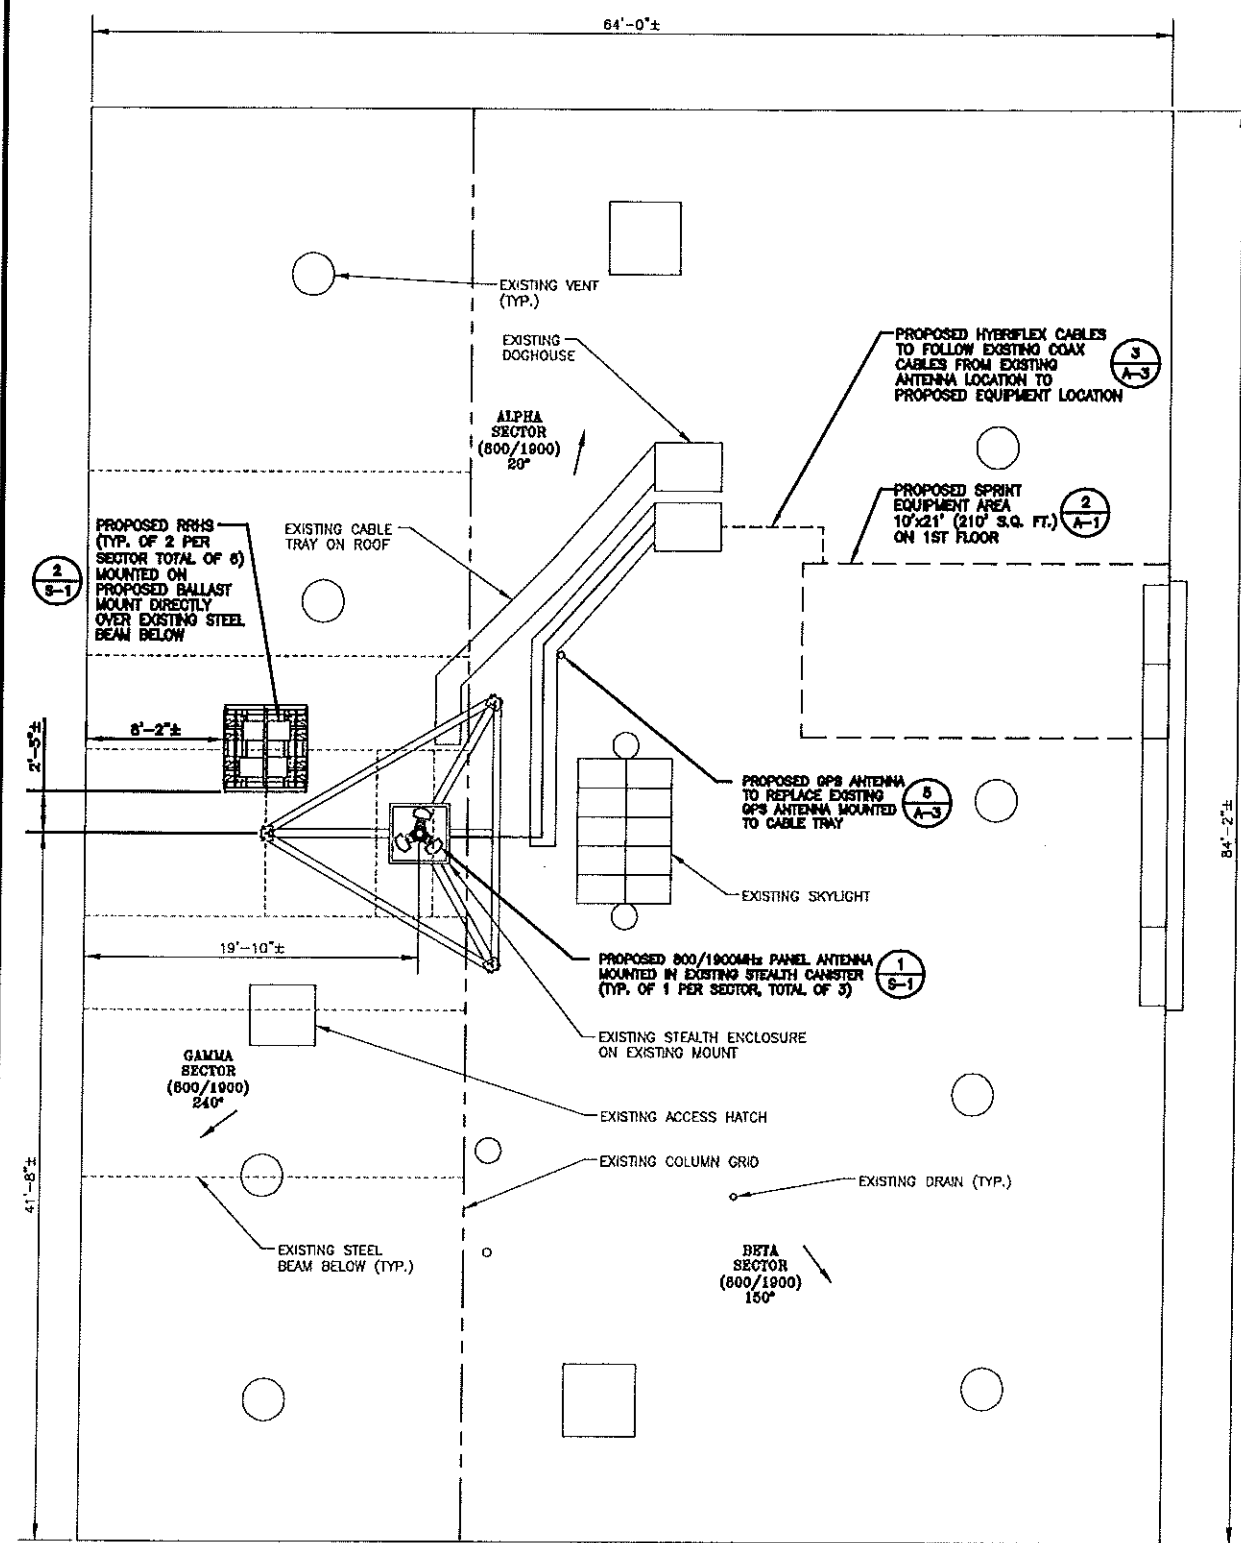 64'-0"±
EXISTING VENT
(TYP.)
EXISTING
DOGHOUSE
PROPOSED HYBRIFLEX CABLES
TO FOLLOW EXISTING COAX
CABLES FROM EXISTING
ANTENNA LOCATION TO
PROPOSED EQUIPMENT LOCATION
3
A-3
ALPHA
SECTOR
(800/1900)
20°
PROPOSED SPRINT
EQUIPMENT AREA
10'x21' (210' S.Q. FT.)
ON 1ST FLOOR
2
A-1
PROPOSED RRHS
(TYP. OF 2 PER
SECTOR TOTAL OF 6)
MOUNTED ON
PROPOSED BALLAST
MOUNT DIRECTLY
OVER EXISTING STEEL
BEAM BELOW
2
S-1
EXISTING CABLE
TRAY ON ROOF
8'-2"±
2'-5"±
PROPOSED GPS ANTENNA
TO REPLACE EXISTING
GPS ANTENNA MOUNTED
TO CABLE TRAY
5
A-3
84'-2"±
EXISTING SKYLIGHT
19'-10"±
PROPOSED 800/1900MHz PANEL ANTENNA
MOUNTED IN EXISTING STEALTH CANISTER
(TYP. OF 1 PER SECTOR, TOTAL OF 3)
1
S-1
EXISTING STEALTH ENCLOSURE
ON EXISTING MOUNT
GAMMA
SECTOR
(800/1900)
240°
EXISTING ACCESS HATCH
EXISTING COLUMN GRID
EXISTING DRAIN (TYP.)
41'-8"±
EXISTING STEEL
BEAM BELOW (TYP.)
BETA
SECTOR
(800/1900)
150°